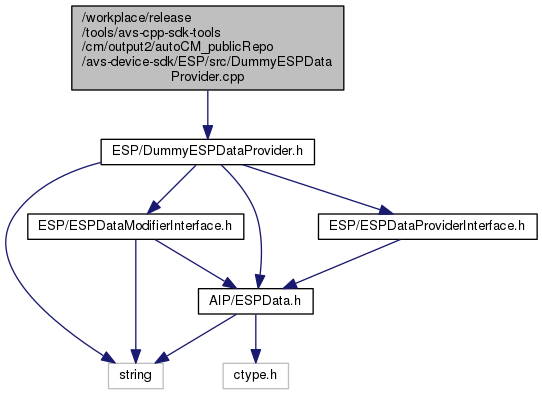 /workplace/release
/tools/avs-cpp-sdk-tools
/cm/output2/autoCM_publicRepo
/avs-device-sdk/ESP/src/DummyESPData
Provider.cpp
ESP/DummyESPDataProvider.h
ESP/ESPDataModifierInterface.h
ESP/ESPDataProviderInterface.h
AIP/ESPData.h
string
ctype.h